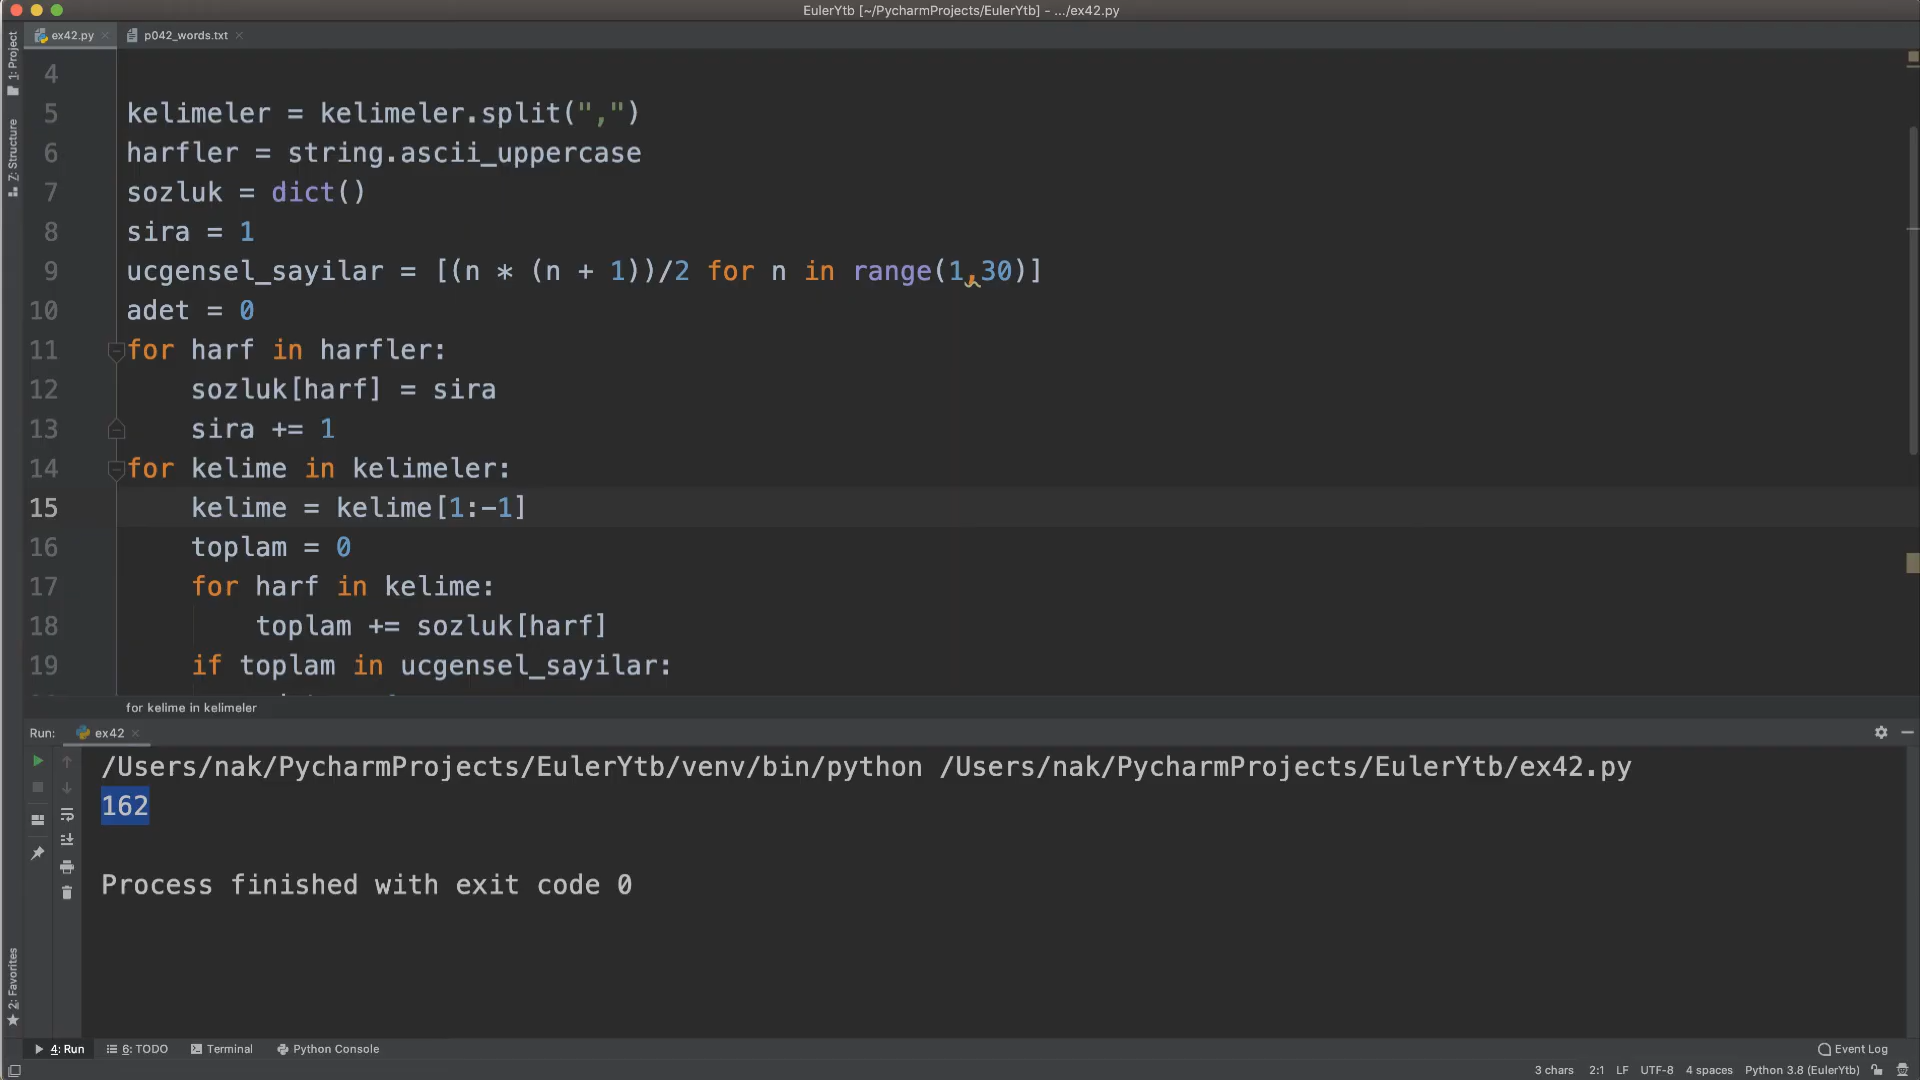 EulerYtb [~/PycharmProjects/EulerYtb] - .../ex42.py
ex42.py
p042_words.txt
1: Project
Z: Structure
4
5 kelimeler = kelimeler.split(",")
6 harfler = string.ascii_uppercase
7 sozluk = dict()
8 sira = 1
9 ucgensel_sayilar = [(n * (n + 1))/2 for n in range(1,30)]
10 adet = 0
11 for harf in harfler:
12 sozluk[harf] = sira
13 sira += 1
14 for kelime in kelimeler:
15 kelime = kelime[1:-1]
16 toplam = 0
17 for harf in kelime:
18 toplam += sozluk[harf]
19 if toplam in ucgensel_sayilar:
for kelime in kelimeler
Run: ex42
/Users/nak/PycharmProjects/EulerYtb/venv/bin/python /Users/nak/PycharmProjects/EulerYtb/ex42.py
162
Process finished with exit code 0
2: Favorites
4: Run 6: TODO Terminal Python Console Event Log
3 chars 2:1 LF UTF-8 4 spaces Python 3.8 (EulerYtb)